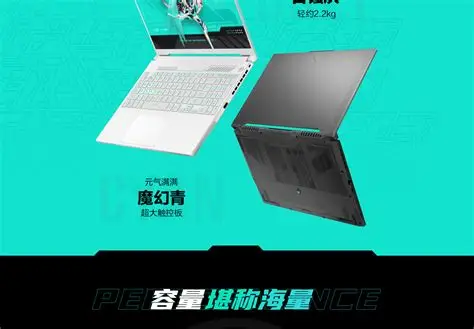 轻约2.2kg
元气满满
魔幻青
超大触控板
容量堪称海量